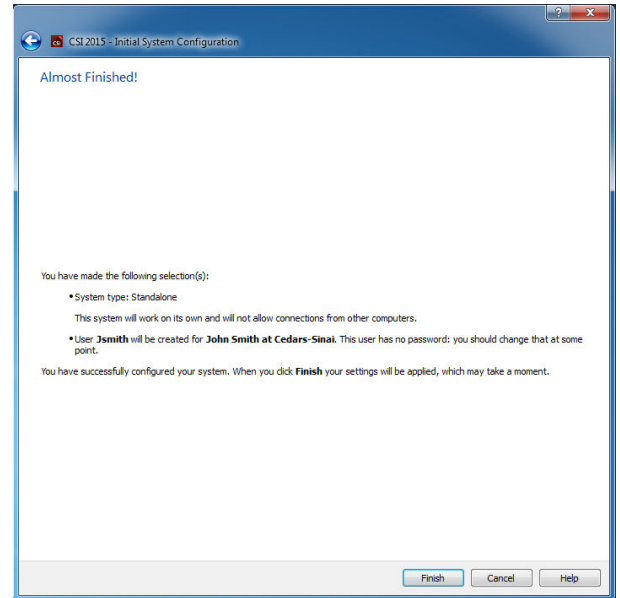 CSI 2015 - Initial System Configuration
Almost Finished!
You have made the following selection(s):
•System type: Standalone
This system will work on its own and will not allow connections from other computers.
•User Jsmith will be created for John Smith at Cedars-Sinai. This user has no password: you should change that at some
point.
You have successfully configured your system. When you click Finish your settings will be applied, which may take a moment.
Finish Cancel Help